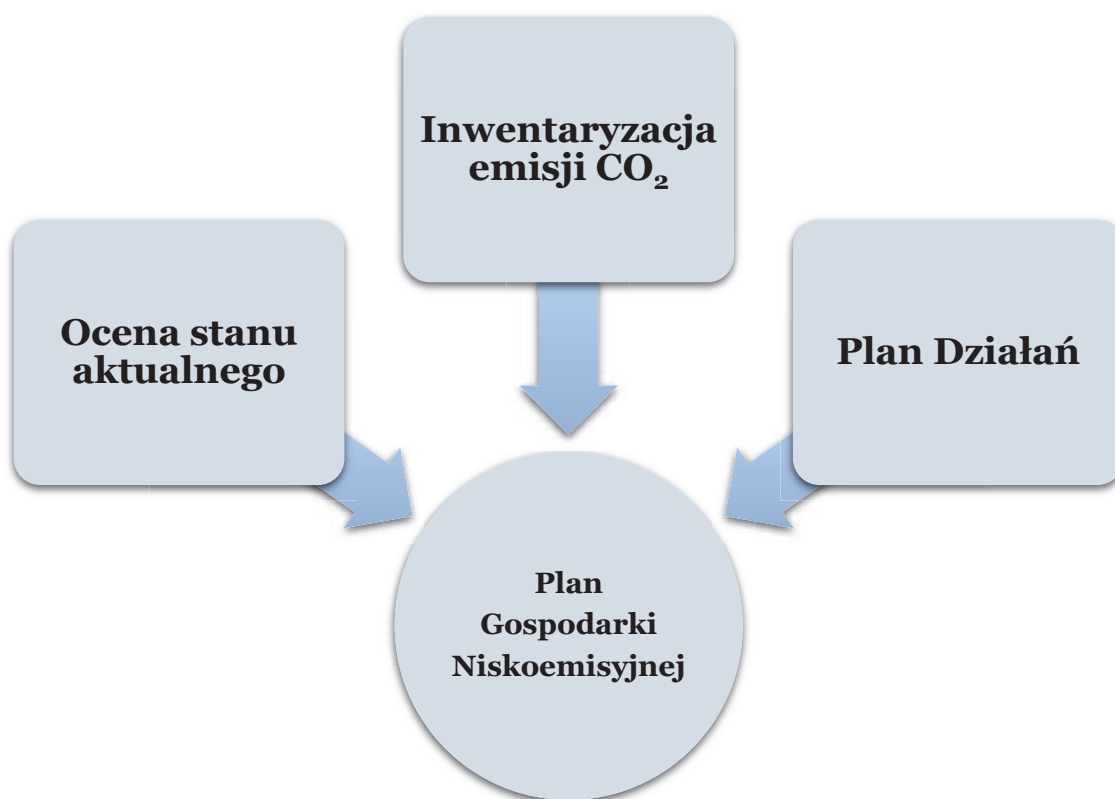 Inwentaryzacja
emisji CO₂
Ocena stanu
aktualnego
Plan Działań
Plan
Gospodarki
Niskoemisyjnej